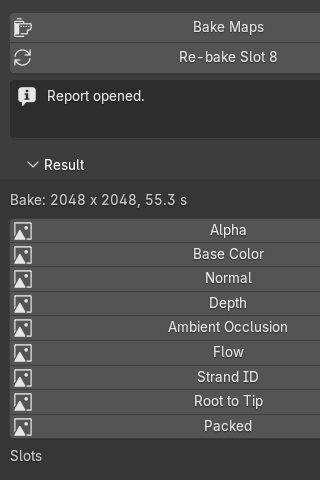 Bake Maps
Re-bake Slot 8
Report opened.
Result
Bake: 2048 x 2048, 55.3 s
Alpha
Base Color
Normal
Depth
Ambient Occlusion
Flow
Strand ID
Root to Tip
Packed
Slots